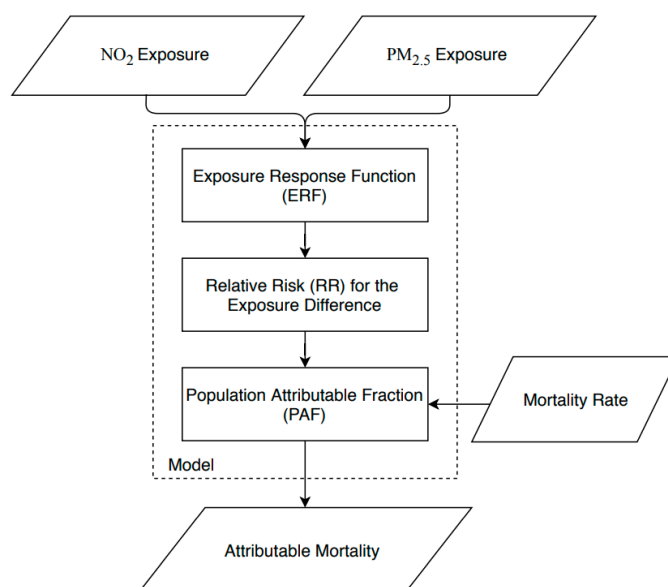 NO2 Exposure
PM2.5 Exposure
Exposure Response Function
(ERF)
Relative Risk (RR) for the
Exposure Difference
Population Attributable Fraction
(PAF)
Mortality Rate
Model
Attributable Mortality